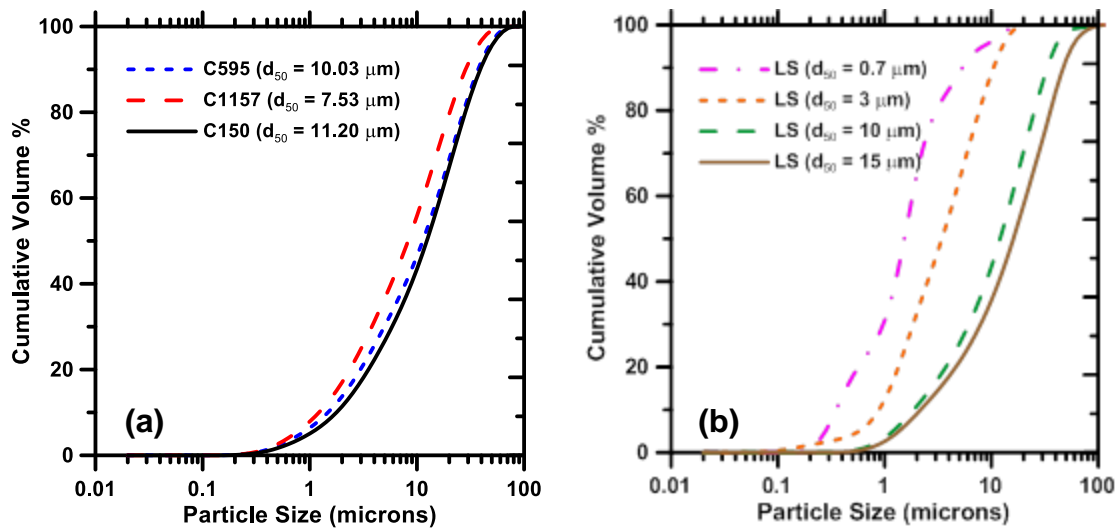 100
80
60
40
20
0
Cumulative Volume %
C595 (d₅₀ = 10.03 μm)
C1157 (d₅₀ = 7.53 μm)
C150 (d₅₀ = 11.20 μm)
(a)
0.01 0.1 1 10 100
Particle Size (microns)
100
80
60
40
20
0
Cumulative Volume %
LS (d₅₀ = 0.7 μm)
LS (d₅₀ = 3 μm)
LS (d₅₀ = 10 μm)
LS (d₅₀ = 15 μm)
(b)
0.01 0.1 1 10 100
Particle Size (microns)